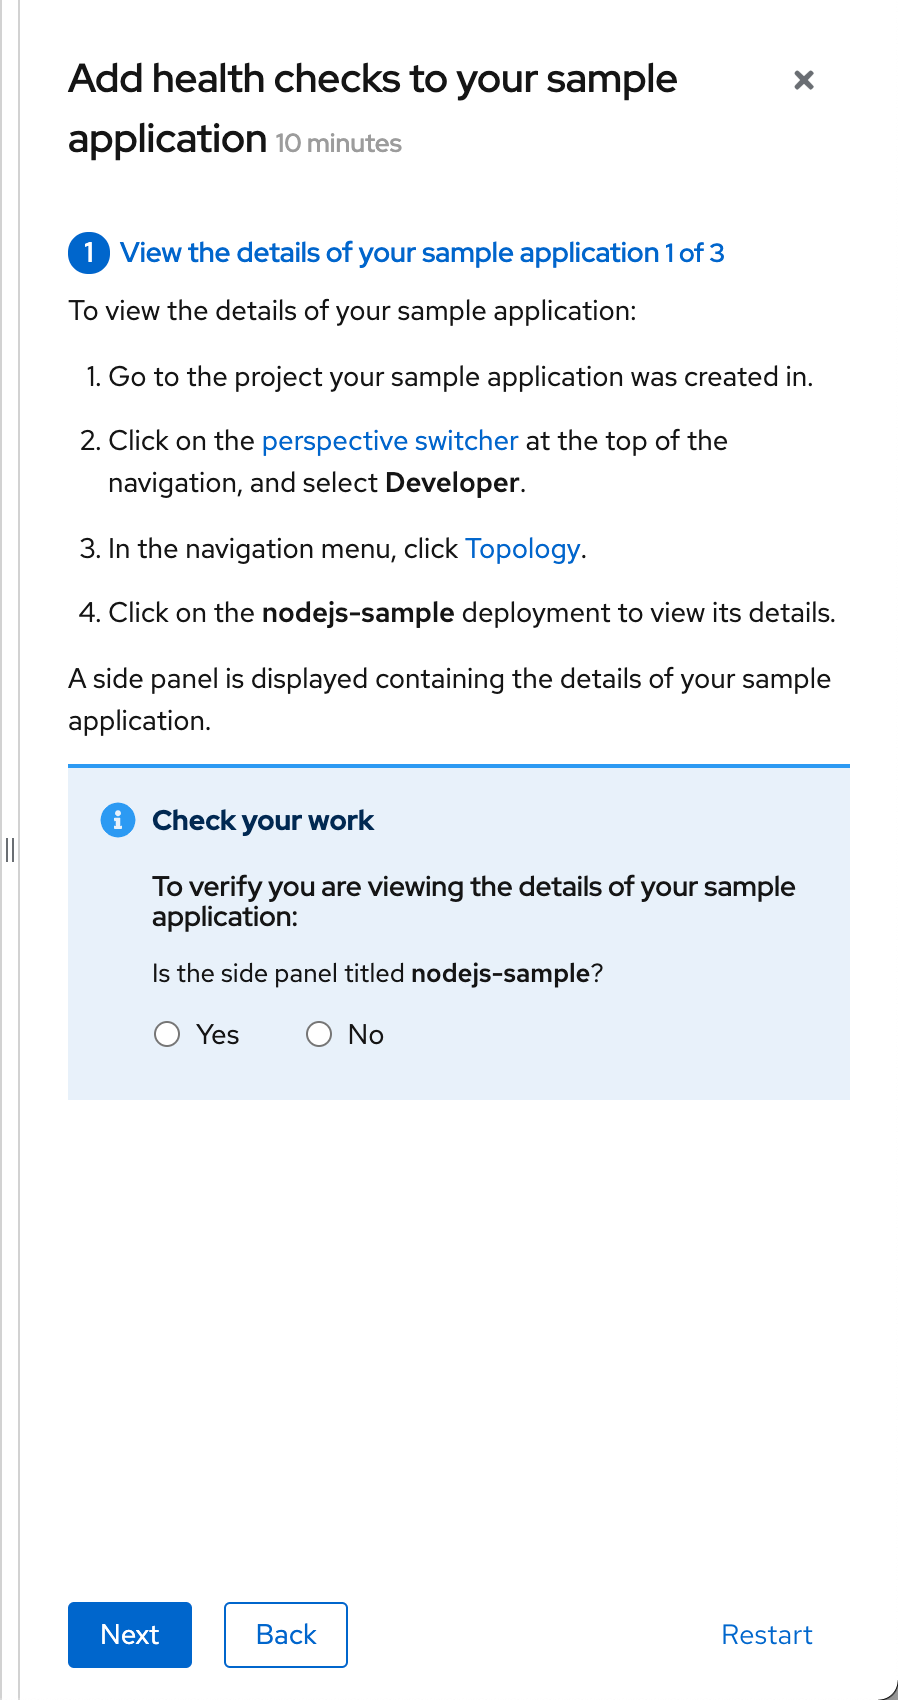 Add health checks to your sample
application 10 minutes
1 View the details of your sample application 1 of 3
To view the details of your sample application:
1. Go to the project your sample application was created in.
2. Click on the perspective switcher at the top of the
navigation, and select Developer.
3. In the navigation menu, click Topology.
4. Click on the nodejs-sample deployment to view its details.
A side panel is displayed containing the details of your sample
application.
Check your work
To verify you are viewing the details of your sample
application:
Is the side panel titled nodejs-sample?
Yes No
Next Back Restart